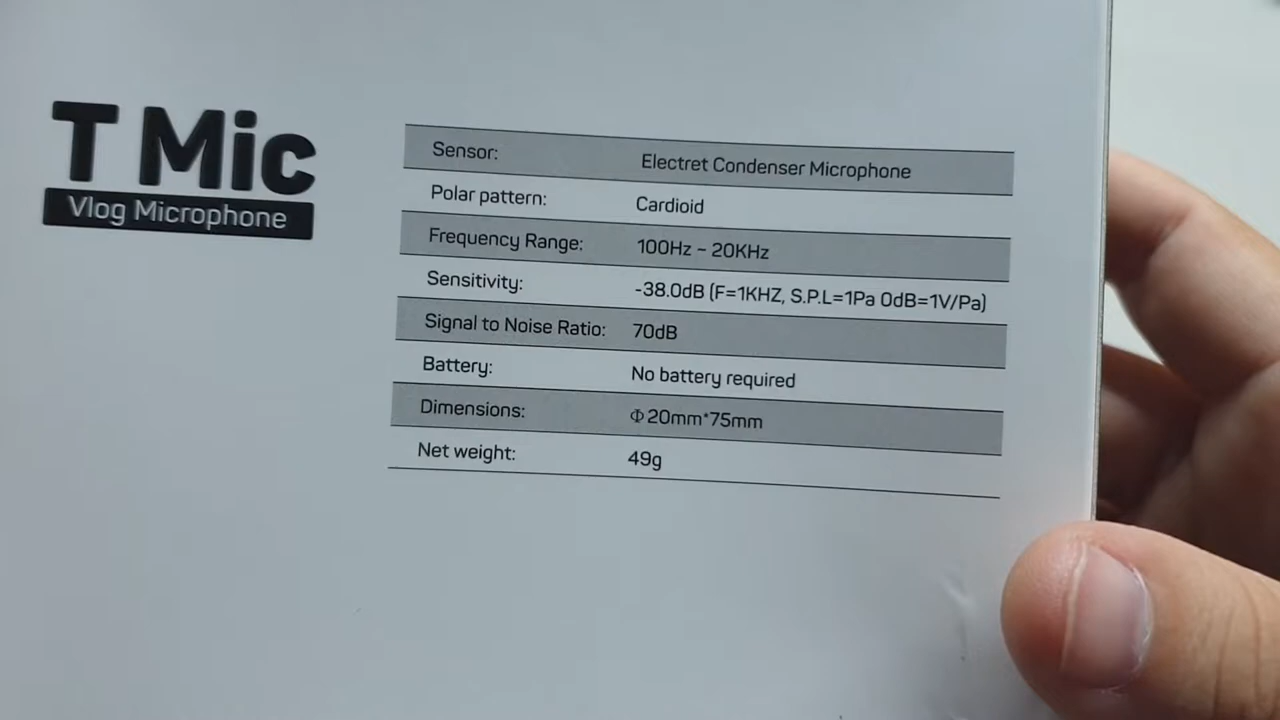 T Mic
Vlog Microphone
Sensor: Electret Condenser Microphone
Polar pattern: Cardioid
Frequency Range: 100Hz – 20KHz
Sensitivity: -38.0dB (F=1KHZ, S.P.L=1Pa 0dB=1V/Pa)
Signal to Noise Ratio: 70dB
Battery: No battery required
Dimensions: Φ20mm*75mm
Net weight: 49g